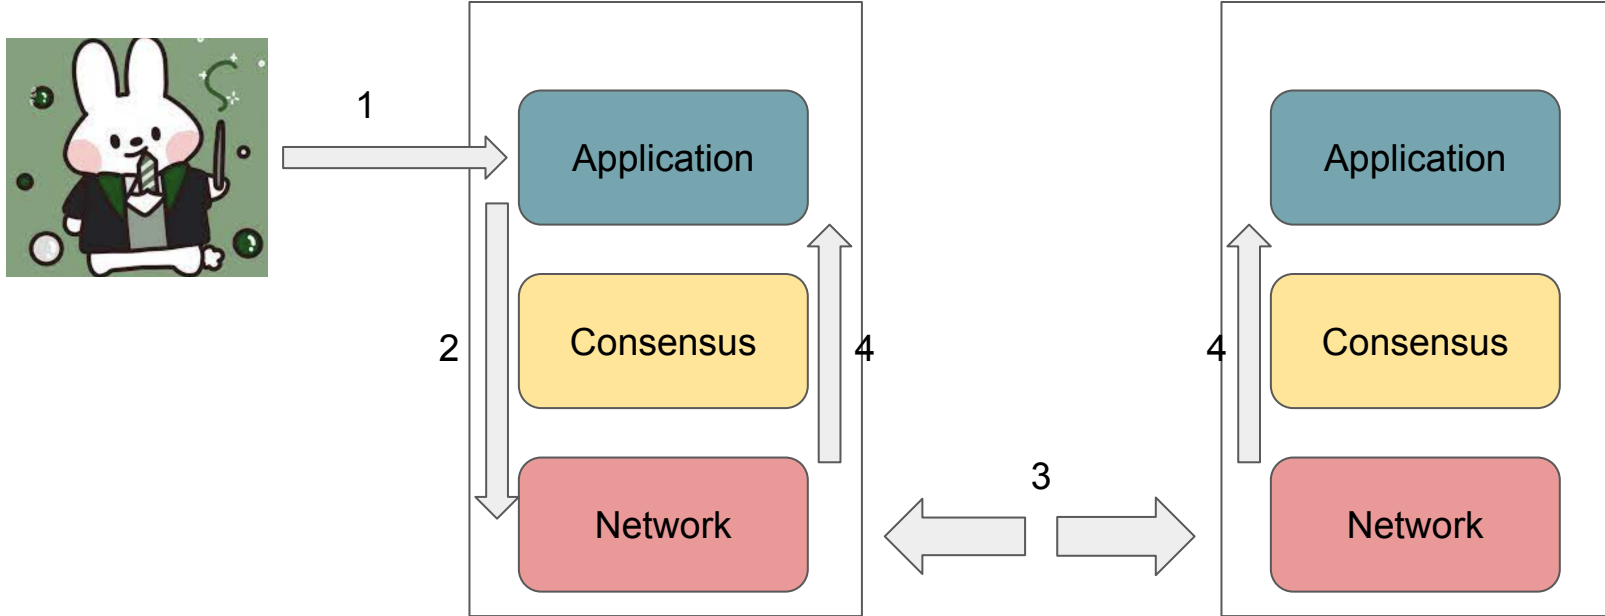 1
Application
Application
2
Consensus
4
4
Consensus
3
Network
Network